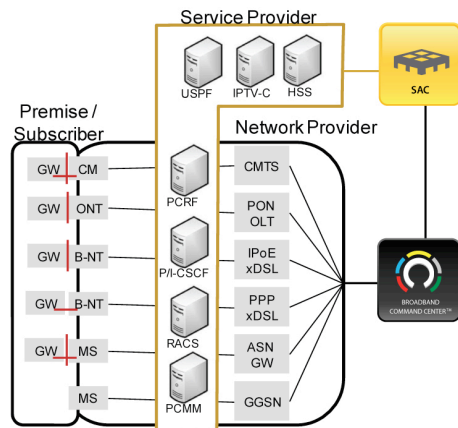 Service Provider
USPF IPTV-C HSS
SAC
Premise /
Subscriber
Network Provider
GW CM
PCRF
CMTS
GW ONT
PON
OLT
GW B-NT
P/I-CSCF
IPoE
xDSL
BROADBAND
COMMAND CENTER™
GW B-NT
RACS
PPP
xDSL
GW MS
ASN
GW
MS
PCMM
GGSN